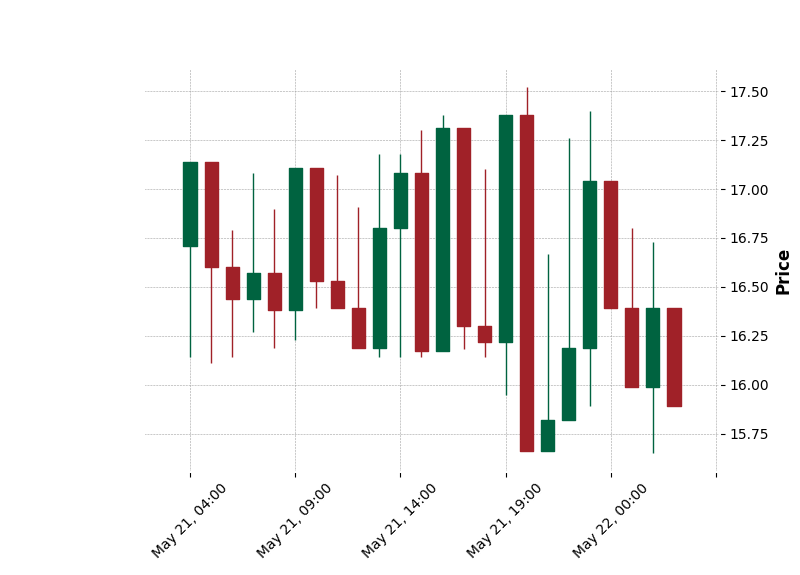 17.50
17.25
17.00
16.75
16.50
16.25
16.00
15.75
Price
May 21, 04:00
May 21, 09:00
May 21, 14:00
May 21, 19:00
May 22, 00:00